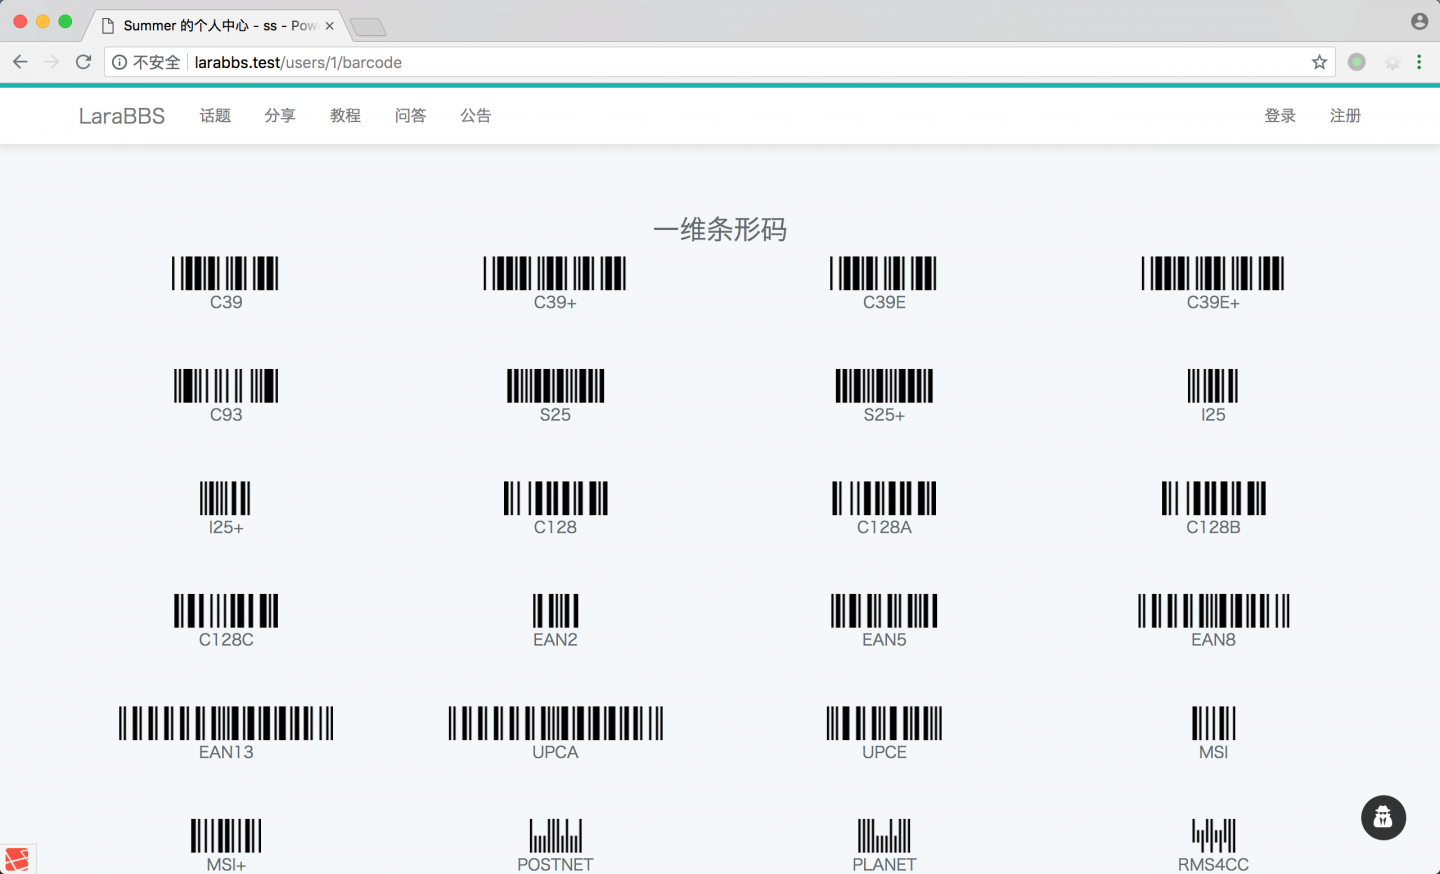 Summer 的个人中心 - ss - Pow
不安全 larabbs.test/users/1/barcode
LaraBBS 话题 分享 教程 问答 公告 登录 注册
一维条形码
C39 C39+ C39E C39E+
C93 S25 S25+ I25
I25+ C128 C128A C128B
C128C EAN2 EAN5 EAN8
EAN13 UPCA UPCE MSI
MSI+ POSTNET PLANET RMS4CC